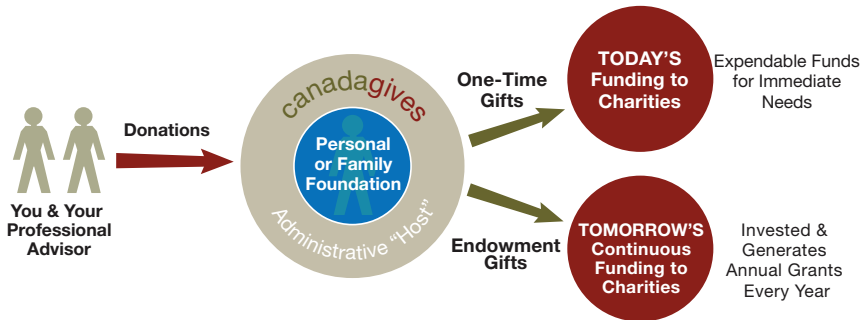 You & Your
Professional
Advisor
Donations
canadagives
Personal
or Family
Foundation
Administrative “Host”
One-Time
Gifts
TODAY'S
Funding to
Charities
Expendable Funds
for Immediate
Needs
Endowment
Gifts
TOMORROW'S
Continuous
Funding to
Charities
Invested &
Generates
Annual Grants
Every Year